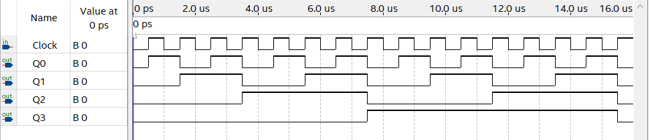 Name Value at 0 ps 0 ps 2.0 us 4.0 us 6.0 us 8.0 us 10.0 us 12.0 us 14.0 us 16.0 us
0 ps
in Clock B 0
out Q0 B 0
out Q1 B 0
out Q2 B 0
out Q3 B 0